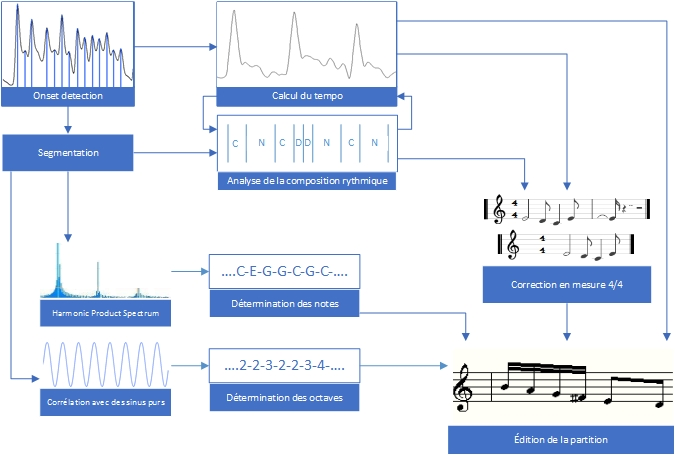 Onset detection
Calcul du tempo
Segmentation
C N C D D N C N
Analyse de la composition rythmique
4 4
4 4
Correction en mesure 4/4
....C-E-G-G-C-G-C-....
Harmonic Product Spectrum
Détermination des notes
....2-2-3-2-2-3-4-....
Corrélation avec des sinus purs
Détermination des octaves
Édition de la partition